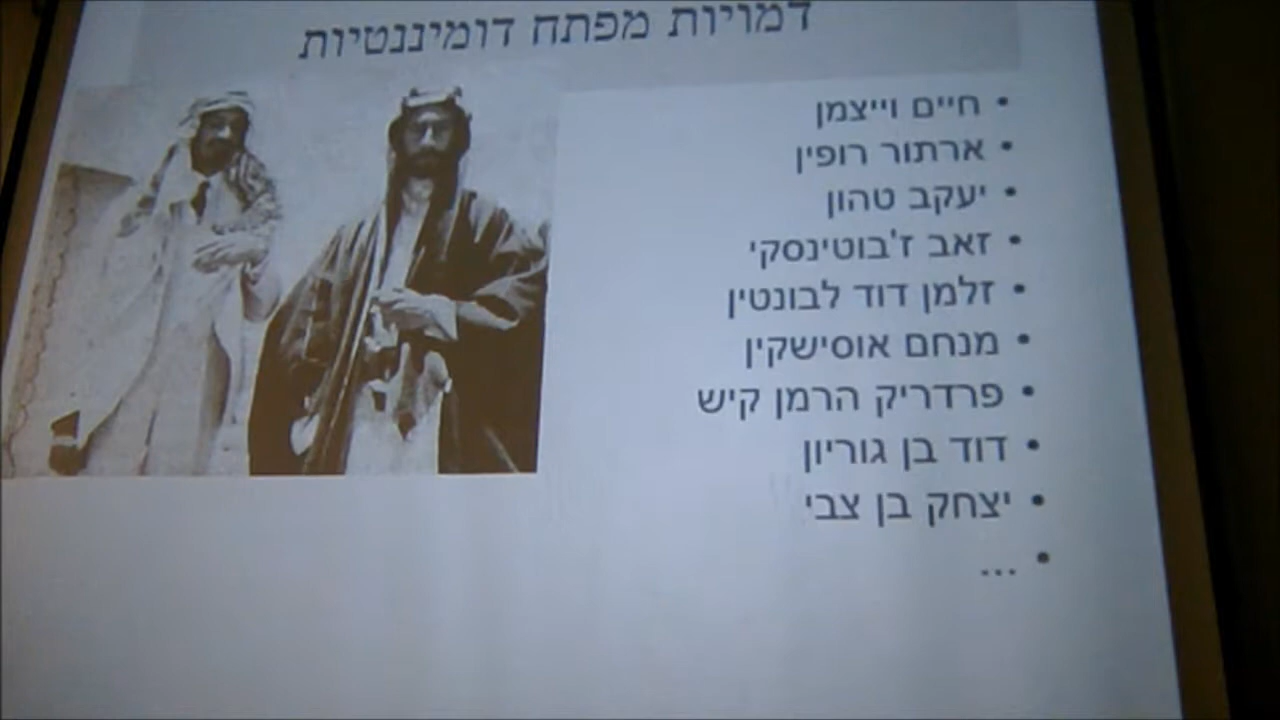 דמויות מפתח דומיננטיות
• חיים וייצמן
• ארתור רופין
• יעקב טהון
• זאב ז'בוטינסקי
• זלמן דוד לבונטין
• מנחם אוסישקין
• פרדריק הרמן קיש
• דוד בן גוריון
• יצחק בן צבי
• ...